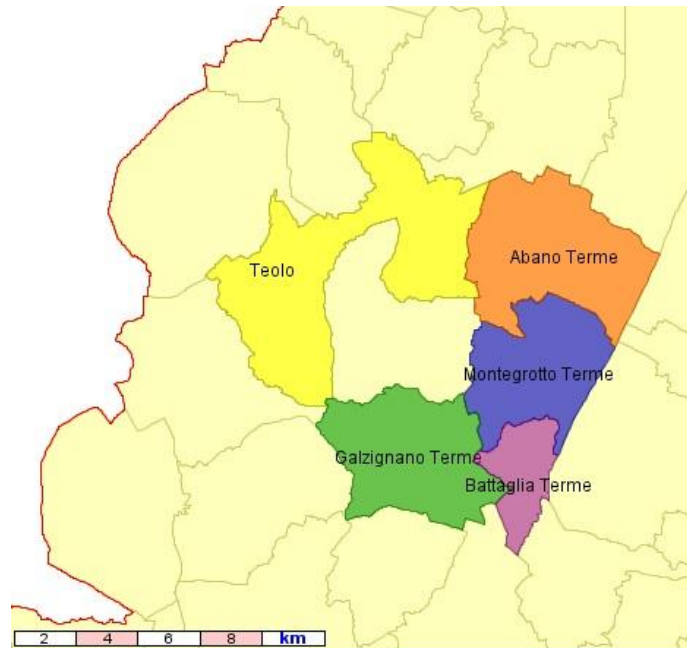 Abano Terme
Teolo
Montegrotto Terme
Galzignano Terme
Battaglia Terme
2 4 6 8 km